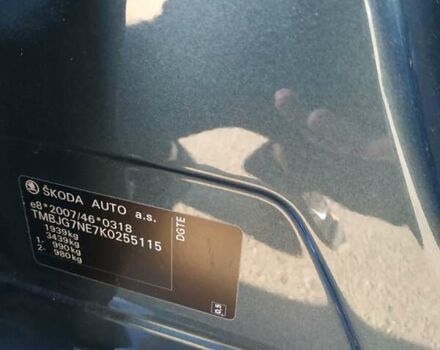 ŠKODA AUTO a.s.
e8*2007/46*0318
TMBJG7NE7K0255115
1939kg
3439kg
1- 990kg
2- 980kg
DGTE
0.5